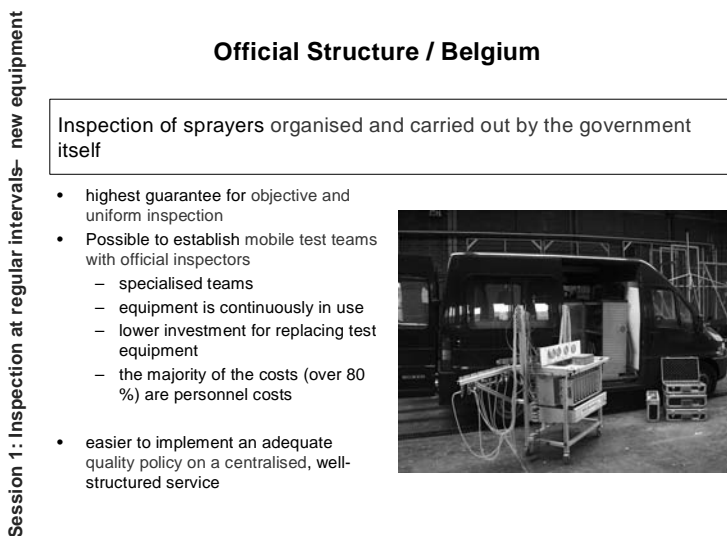 Session 1: Inspection at regular intervals– new equipment
Official Structure / Belgium
Inspection of sprayers organised and carried out by the government
itself
• highest guarantee for objective and
uniform inspection
• Possible to establish mobile test teams
with official inspectors
– specialised teams
– equipment is continuously in use
– lower investment for replacing test
equipment
– the majority of the costs (over 80
%) are personnel costs
• easier to implement an adequate
quality policy on a centralised, well-
structured service